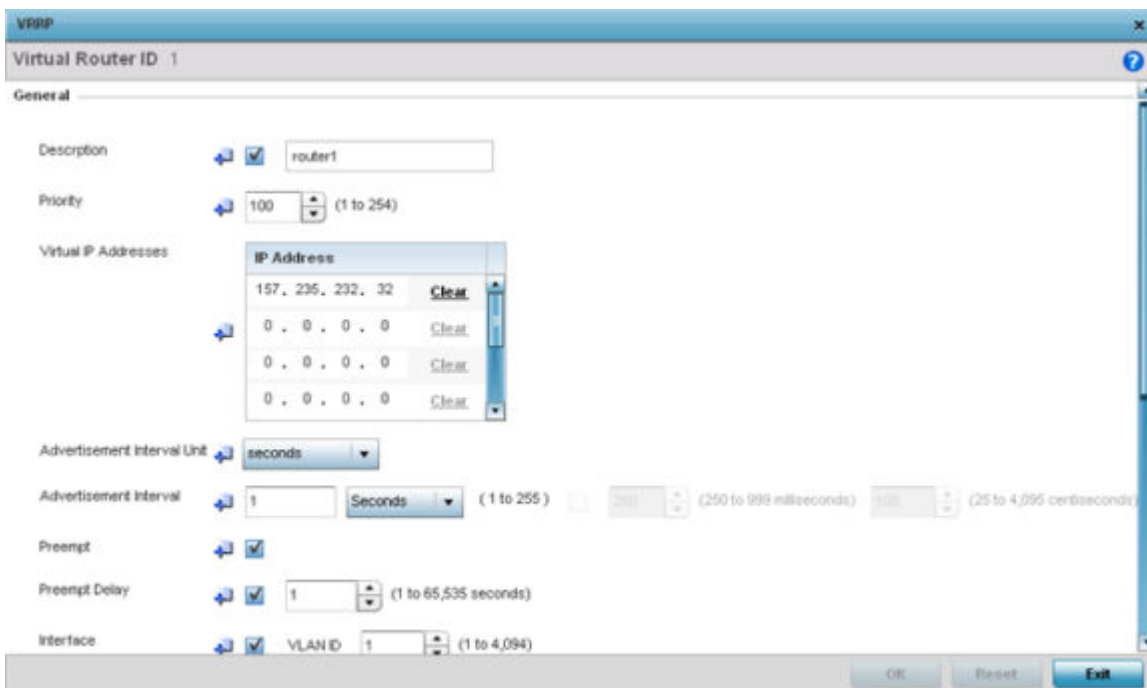 VRRP
Virtual Router ID 1
General
Descrption router1
Priority 100 (1 to 254)
Virtual IP Addresses
IP Address
157. 235. 232. 32 Clear
0 . 0 . 0 . 0 Clear
0 . 0 . 0 . 0 Clear
0 . 0 . 0 . 0 Clear
Advertisement Interval Unit seconds
Advertisement Interval 1 Seconds (1 to 255) 250 (250 to 999 milliseconds) 100 (25 to 4,095 centiseconds)
Preempt
Preempt Delay 1 (1 to 65,535 seconds)
Interface VLAN ID 1 (1 to 4,094)
OK Reset Exit